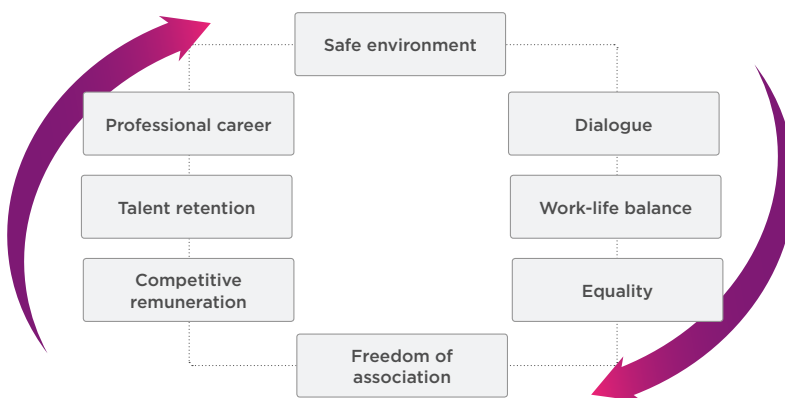 Safe environment
Professional career
Dialogue
Talent retention
Work-life balance
Competitive
remuneration
Equality
Freedom of
association